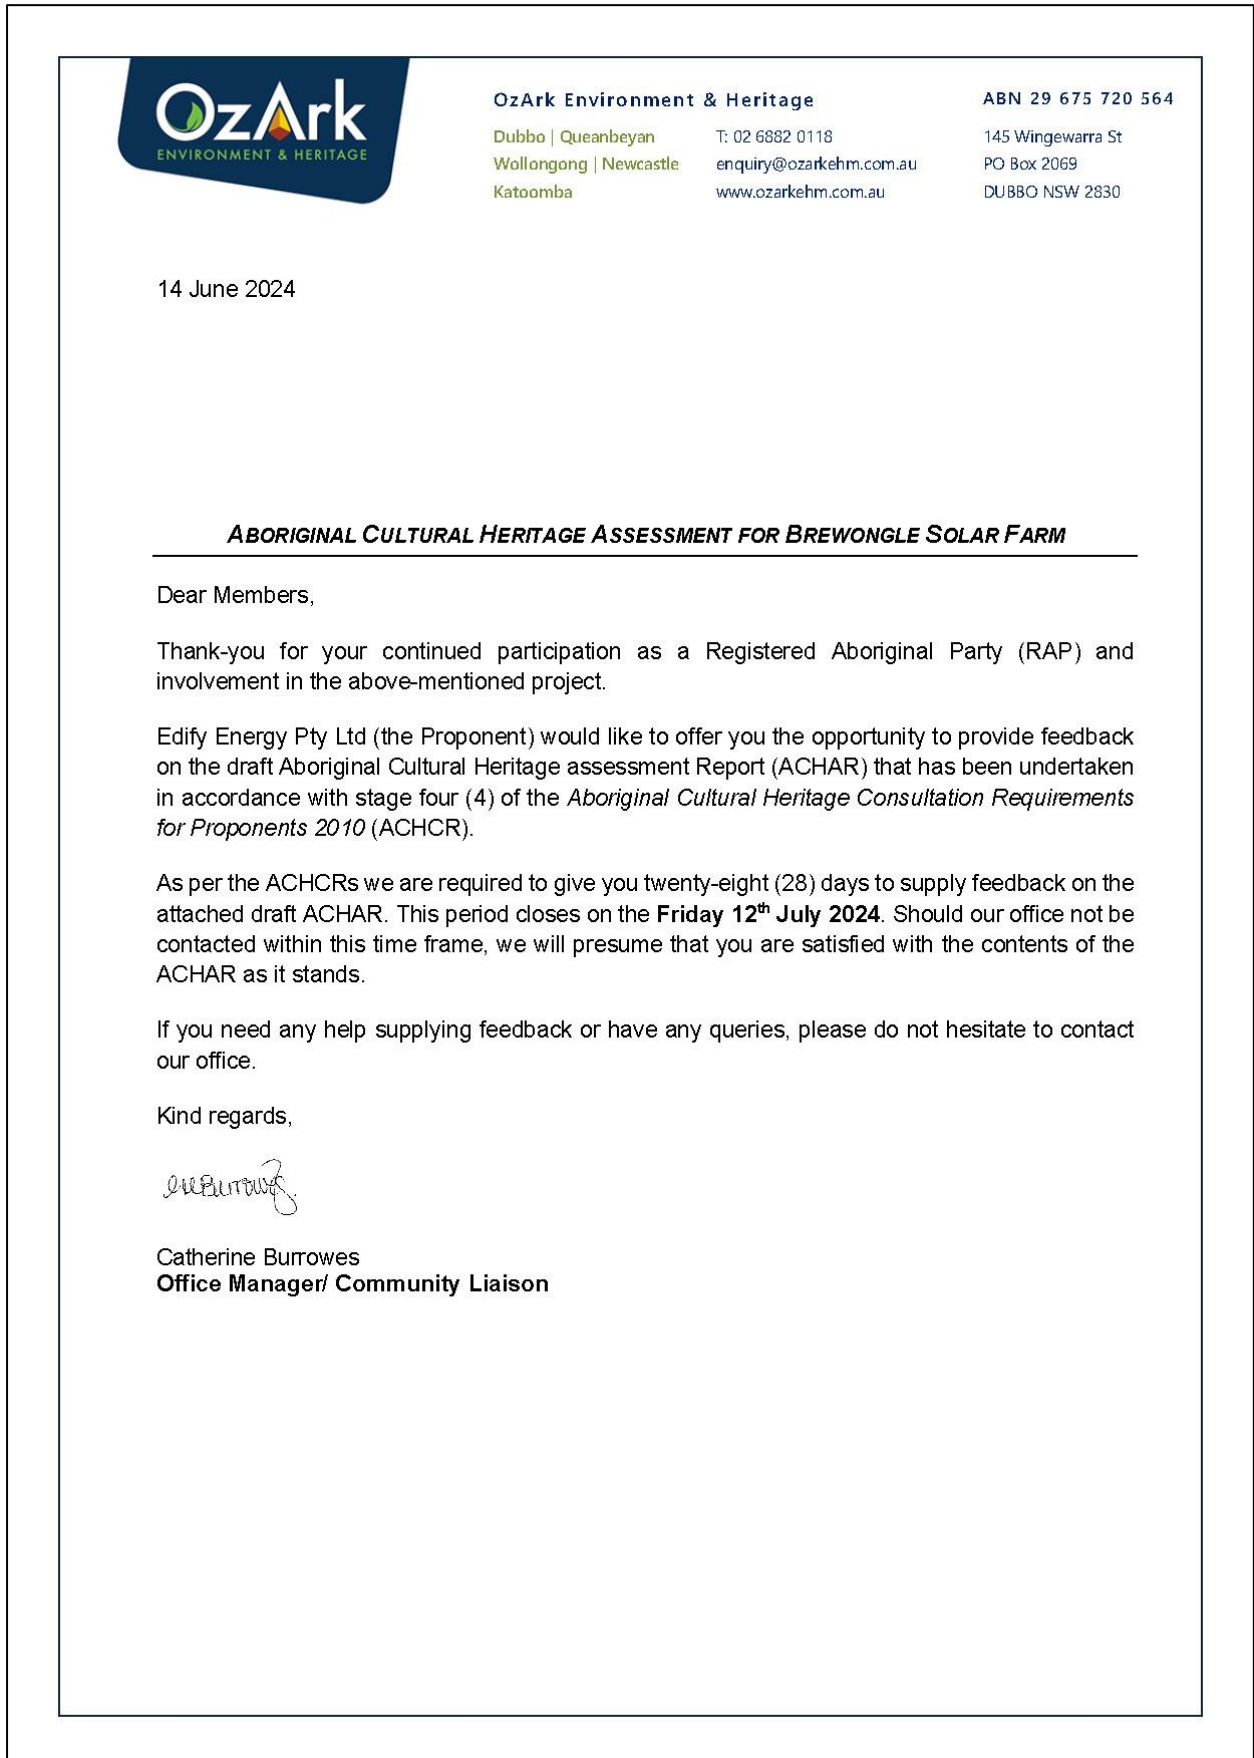 OzArk
ENVIRONMENT & HERITAGE
OzArk Environment & Heritage
Dubbo | Queanbeyan
Wollongong | Newcastle
Katoomba
T: 02 6882 0118
enquiry@ozarkehm.com.au
www.ozarkehm.com.au
ABN 29 675 720 564
145 Wingewarra St
PO Box 2069
DUBBO NSW 2830
14 June 2024
ABORIGINAL CULTURAL HERITAGE ASSESSMENT FOR BREWONGLE SOLAR FARM
Dear Members,
Thank-you for your continued participation as a Registered Aboriginal Party (RAP) and
involvement in the above-mentioned project.
Edify Energy Pty Ltd (the Proponent) would like to offer you the opportunity to provide feedback
on the draft Aboriginal Cultural Heritage assessment Report (ACHAR) that has been undertaken
in accordance with stage four (4) of the Aboriginal Cultural Heritage Consultation Requirements
for Proponents 2010 (ACHCR).
As per the ACHCRs we are required to give you twenty-eight (28) days to supply feedback on the
attached draft ACHAR. This period closes on the Friday 12th July 2024. Should our office not be
contacted within this time frame, we will presume that you are satisfied with the contents of the
ACHAR as it stands.
If you need any help supplying feedback or have any queries, please do not hesitate to contact
our office.
Kind regards,
Catherine Burrowes
Office Manager/ Community Liaison